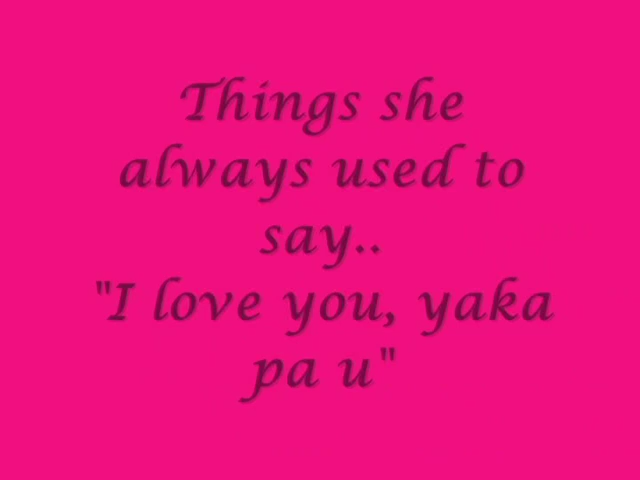 Things she
always used to
say..
"I love you, yaka
pa u"